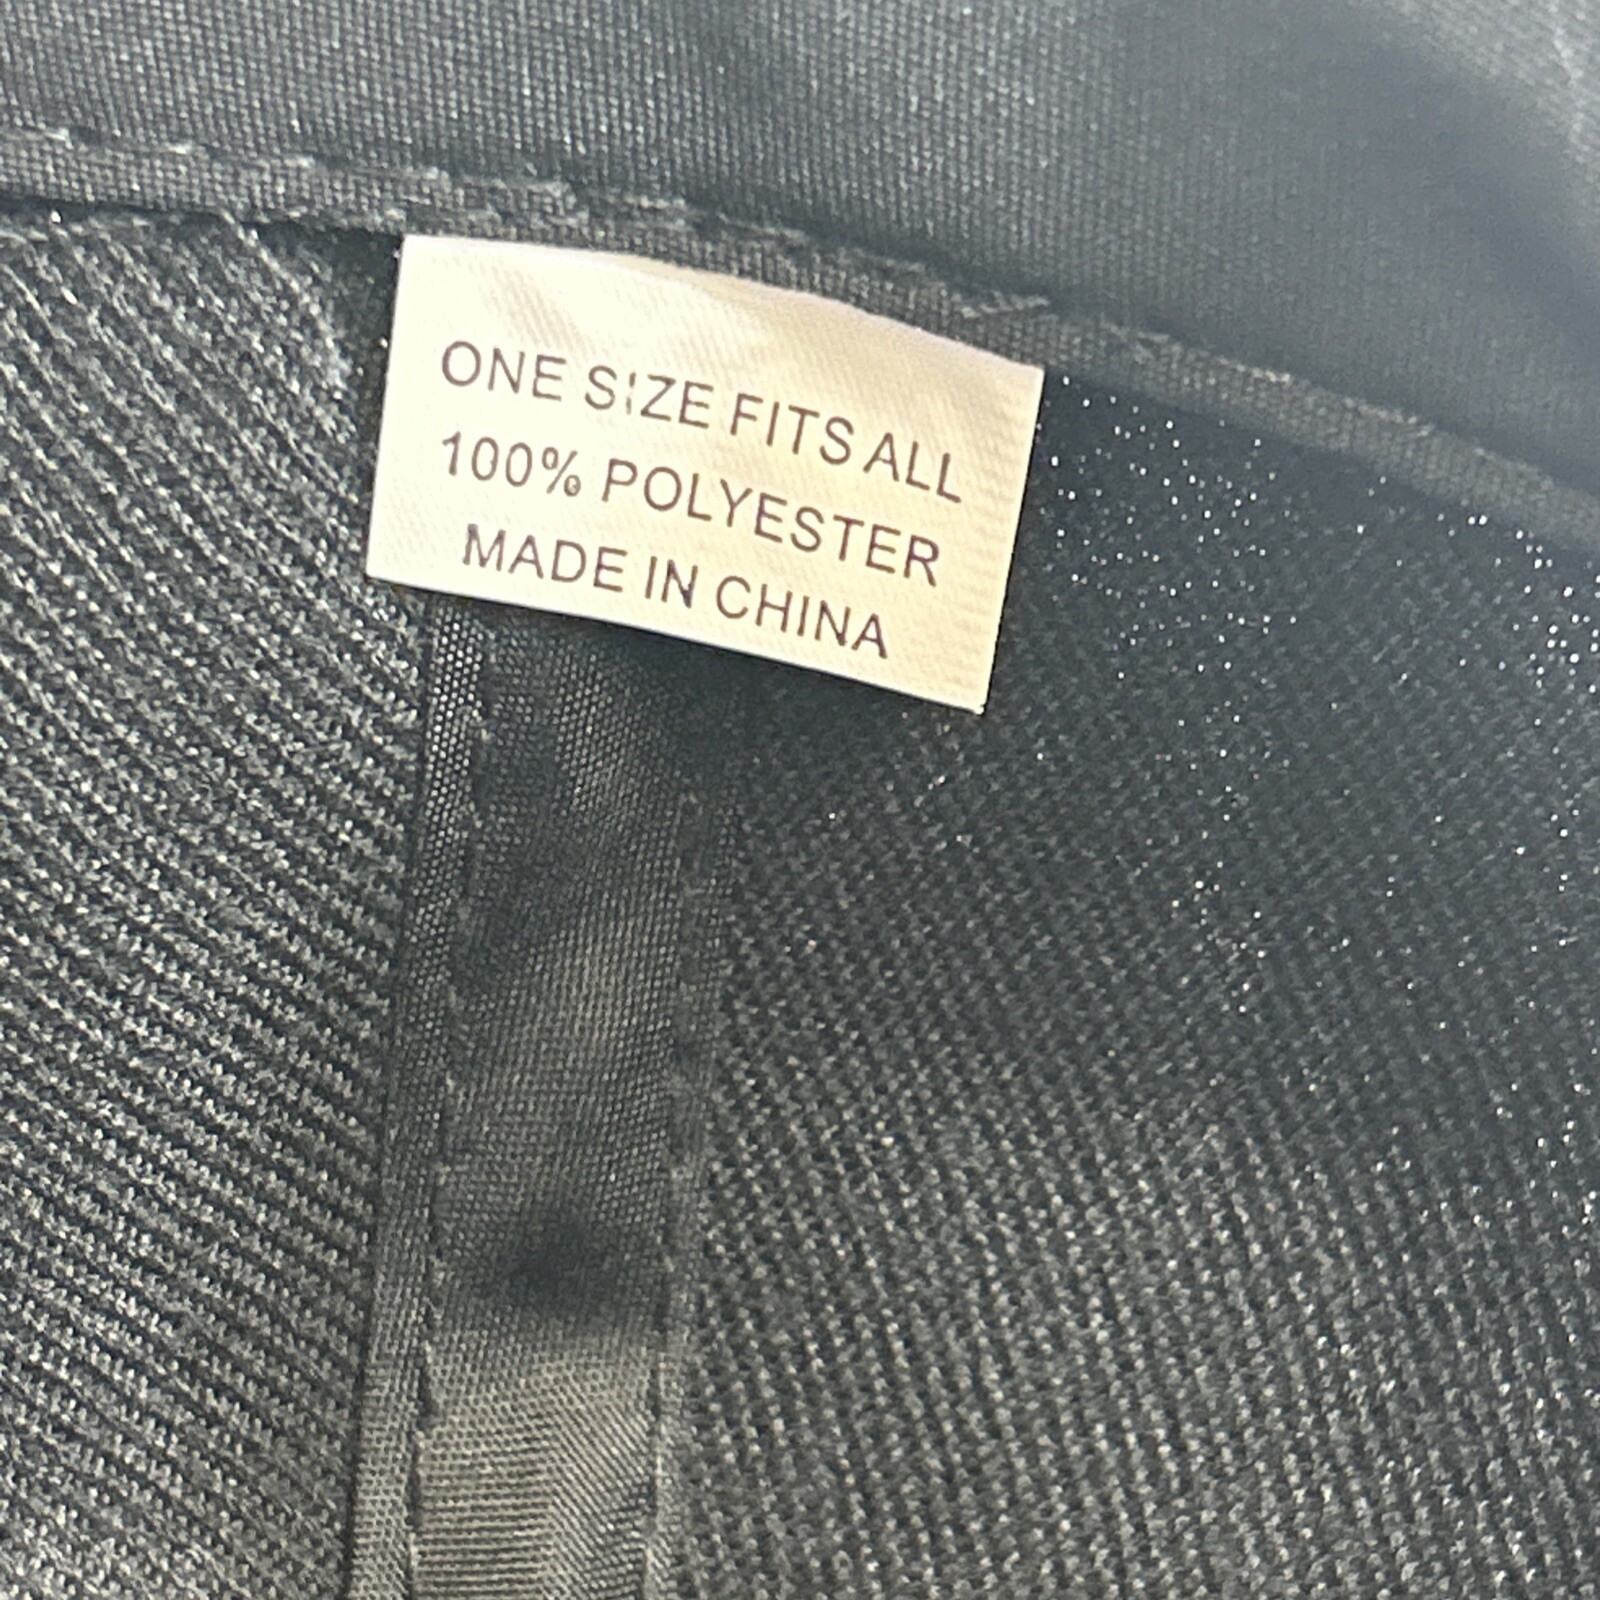 ONE SIZE FITS ALL
100% POLYESTER
MADE IN CHINA